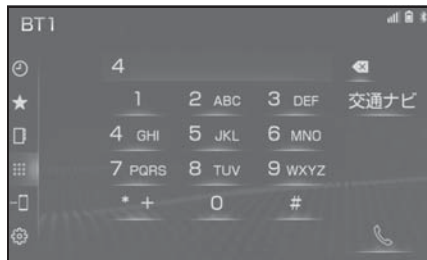 BT1
4
1 2 ABC 3 DEF 交通ナビ
4 GHI 5 JKL 6 MNO
7 PQRS 8 TUV 9 WXYZ
* + 0 #